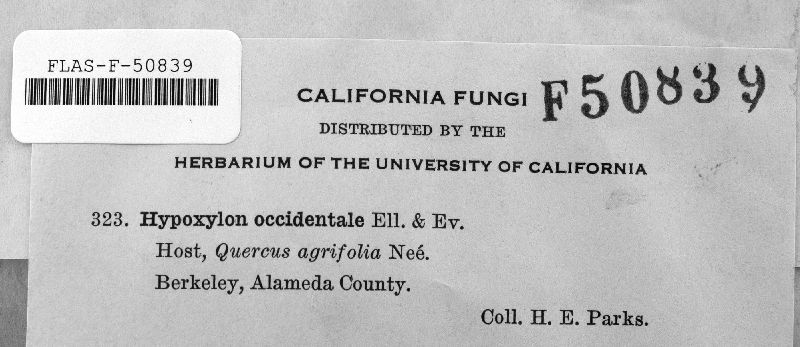 FLAS-F-50839
CALIFORNIA FUNGI F50839
DISTRIBUTED BY THE
HERBARIUM OF THE UNIVERSITY OF CALIFORNIA
323. Hypoxylon occidentale Ell. & Ev.
Host, Quercus agrifolia Neé.
Berkeley, Alameda County.
Coll. H. E. Parks.